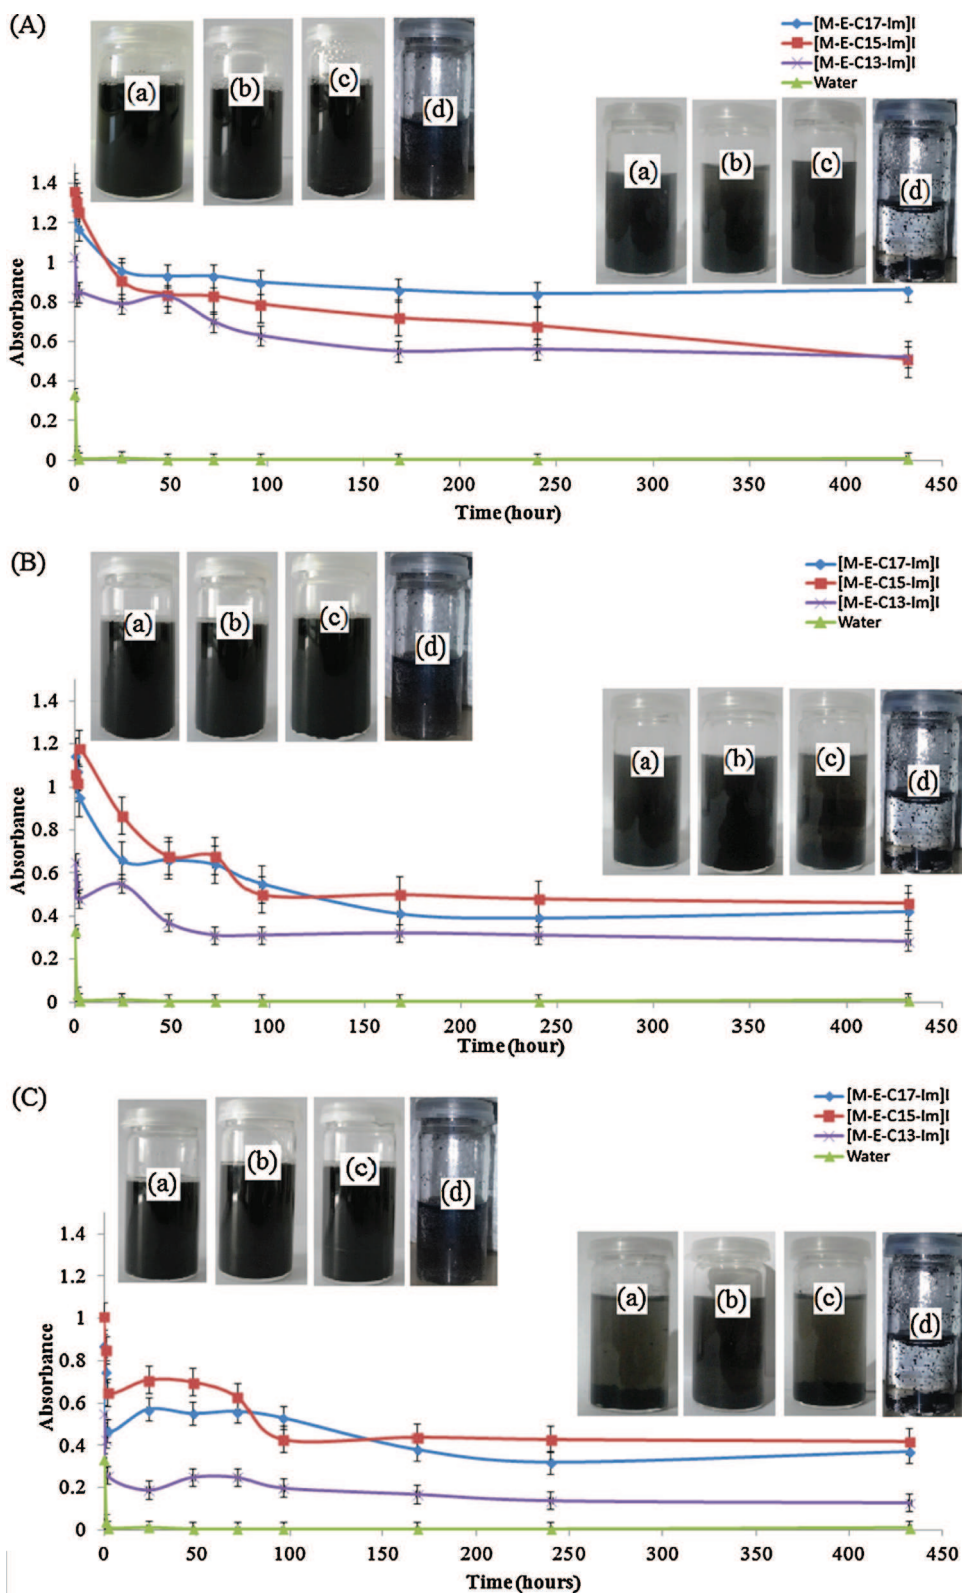 (A)
[M-E-C17-Im]I
[M-E-C15-Im]I
[M-E-C13-Im]I
Water
(a) (b) (c) (d)
(a) (b) (c) (d)
1.4
1.2
1
0.8
0.6
0.4
0.2
0
Absorbance
0 50 100 150 200 250 300 350 400 450
Time (hour)
(B)
[M-E-C17-Im]I
[M-E-C15-Im]I
[M-E-C13-Im]I
Water
(a) (b) (c) (d)
(a) (b) (c) (d)
1.4
1.2
1
0.8
0.6
0.4
0.2
0
Absorbance
0 50 100 150 200 250 300 350 400 450
Time (hour)
(C)
[M-E-C17-Im]I
[M-E-C15-Im]I
[M-E-C13-Im]I
Water
(a) (b) (c) (d)
(a) (b) (c) (d)
1.4
1.2
1
0.8
0.6
0.4
0.2
0
Absorbance
0 50 100 150 200 250 300 350 400 450
Time (hours)